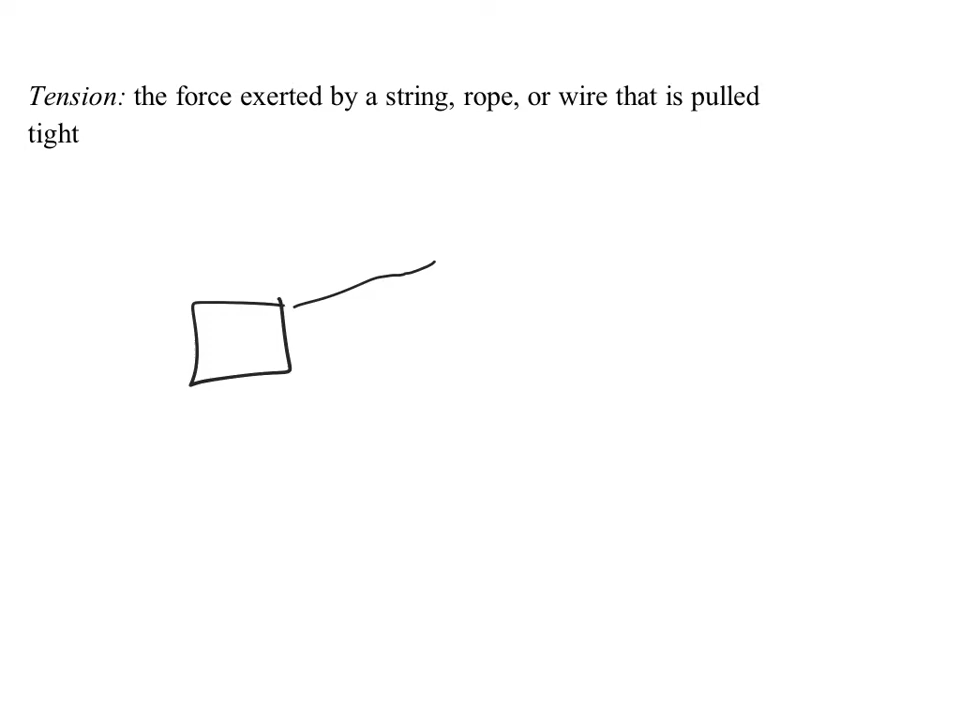 Tension: the force exerted by a string, rope, or wire that is pulled
tight